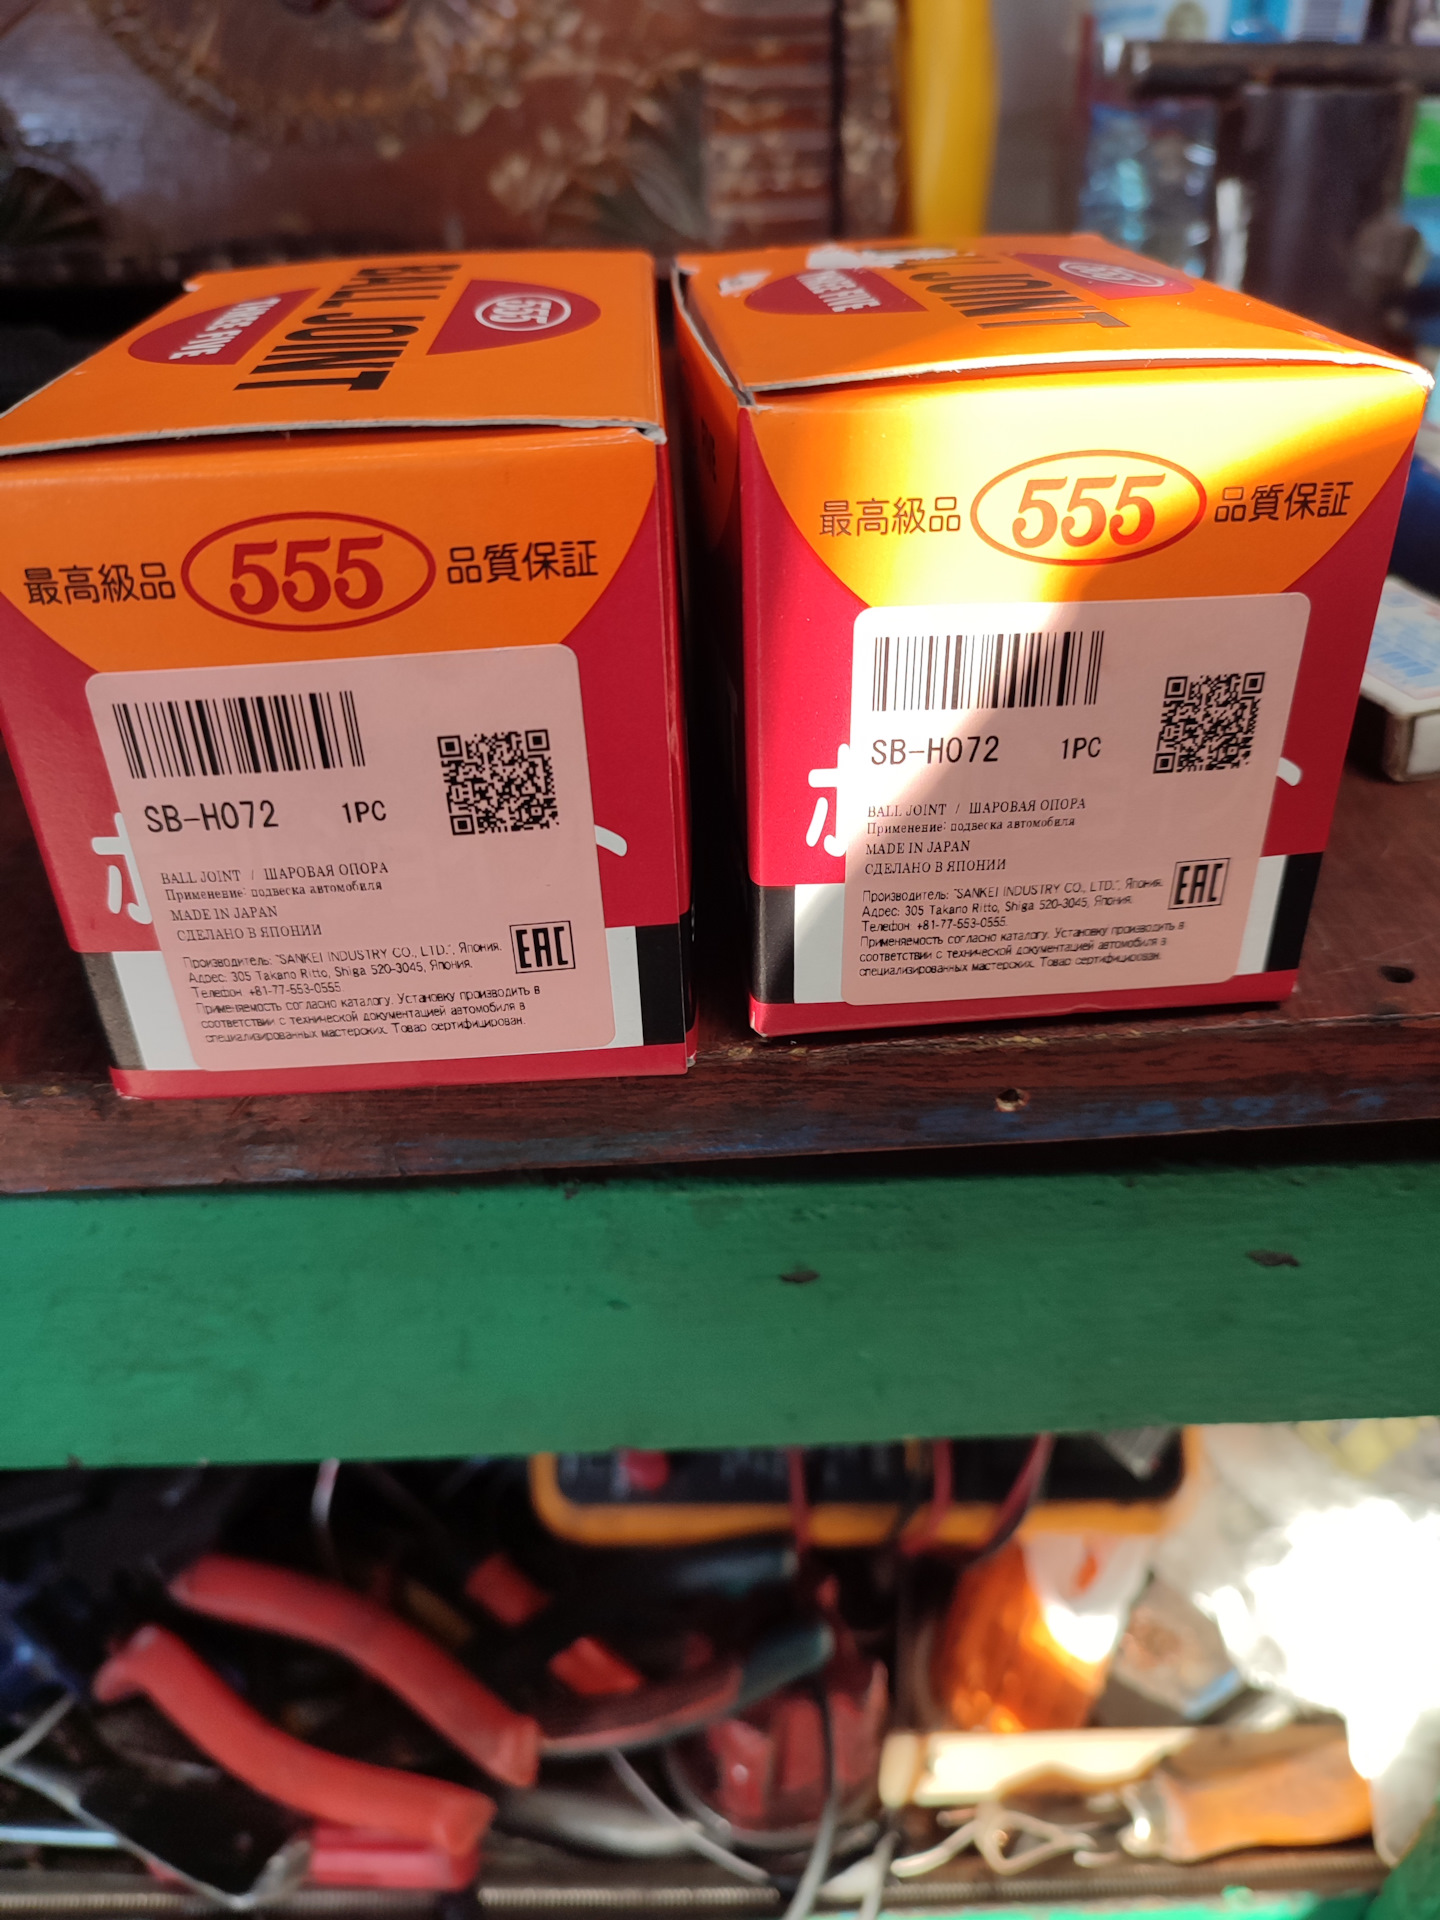 BALL JOINT
THREE FIVE
555
最高級品 555 品質保証
SB-H072 1PC
BALL JOINT / ШАРОВАЯ ОПОРА
Применение: подвеска автомобиля
MADE IN JAPAN
СДЕЛАНО В ЯПОНИИ
Производитель: "SANKEI INDUSTRY CO., LTD.", Япония.
Адрес: 305 Takano Ritto, Shiga 520-3045, Япония.
Телефон: +81-77-553-0555
Применяемость согласно каталогу. Установку производить в
соответствии с технической документацией автомобиля в
специализированных мастерских. Товар сертифицирован.
EAC
JOINT
FIVE
555
最高級品 555 品質保証
SB-H072 1PC
BALL JOINT / ШАРОВАЯ ОПОРА
Применение: подвеска автомобиля
MADE IN JAPAN
СДЕЛАНО В ЯПОНИИ
Производитель: "SANKEI INDUSTRY CO., LTD.", Япония.
Адрес: 305 Takano Ritto, Shiga 520-3045, Япония.
Телефон: +81-77-553-0555
Применяемость согласно каталогу. Установку производить в
соответствии с технической документацией автомобиля в
специализированных мастерских. Товар сертифицирован.
EAC